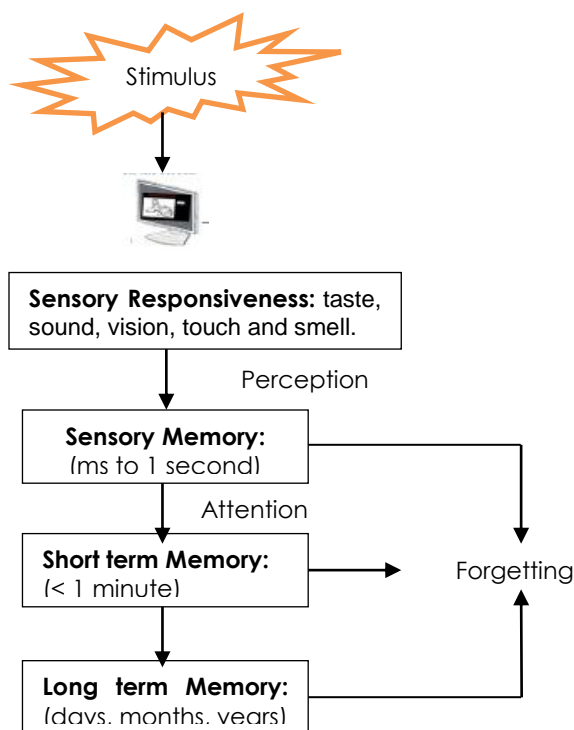 Stimulus
Sensory Responsiveness: taste,
sound, vision, touch and smell.
Perception
Sensory Memory:
(ms to 1 second)
Attention
Short term Memory:
(< 1 minute)
Forgetting
Long term Memory:
(days, months, years)